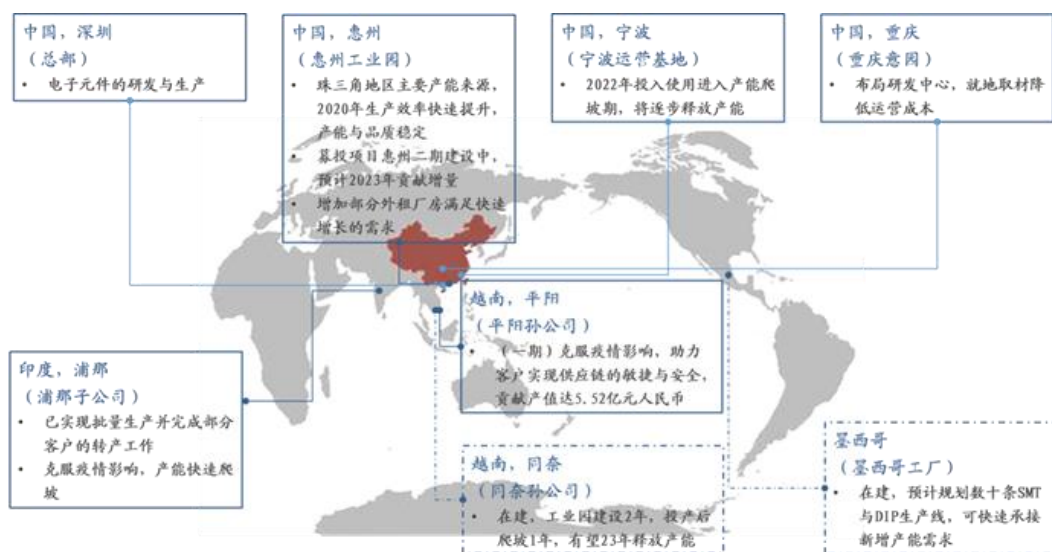 中国，深圳
（总部）
• 电子元件的研发与生产
中国，惠州
（惠州工业园）
• 珠三角地区主要产能来源，
2020年生产效率快速提升，
产能与品质稳定
• 募投项目惠州二期建设中，
预计2023年贡献增量
• 增加部分外租厂房满足快速
增长的需求
中国，宁波
（宁波运营基地）
• 2022年投入使用进入产能爬
坡期，将逐步释放产能
中国，重庆
（重庆意园）
• 布局研发中心，就地取材降
低运营成本
越南，平阳
（平阳孙公司）
• （一期）克服疫情影响，助力
客户实现供应链的敏捷与安全，
贡献产值达5.52亿元人民币
印度，浦那
（浦那子公司）
• 已实现批量生产并完成部分
客户的转产工作
• 克服疫情影响，产能快速爬
坡
越南，同奈
（同奈孙公司）
• 在建，工业园建设2年，投产后
爬坡1年，有望23年释放产能
墨西哥
（墨西哥工厂）
• 在建，预计规划数十条SMT
与DIP生产线，可快速承接
新增产能需求